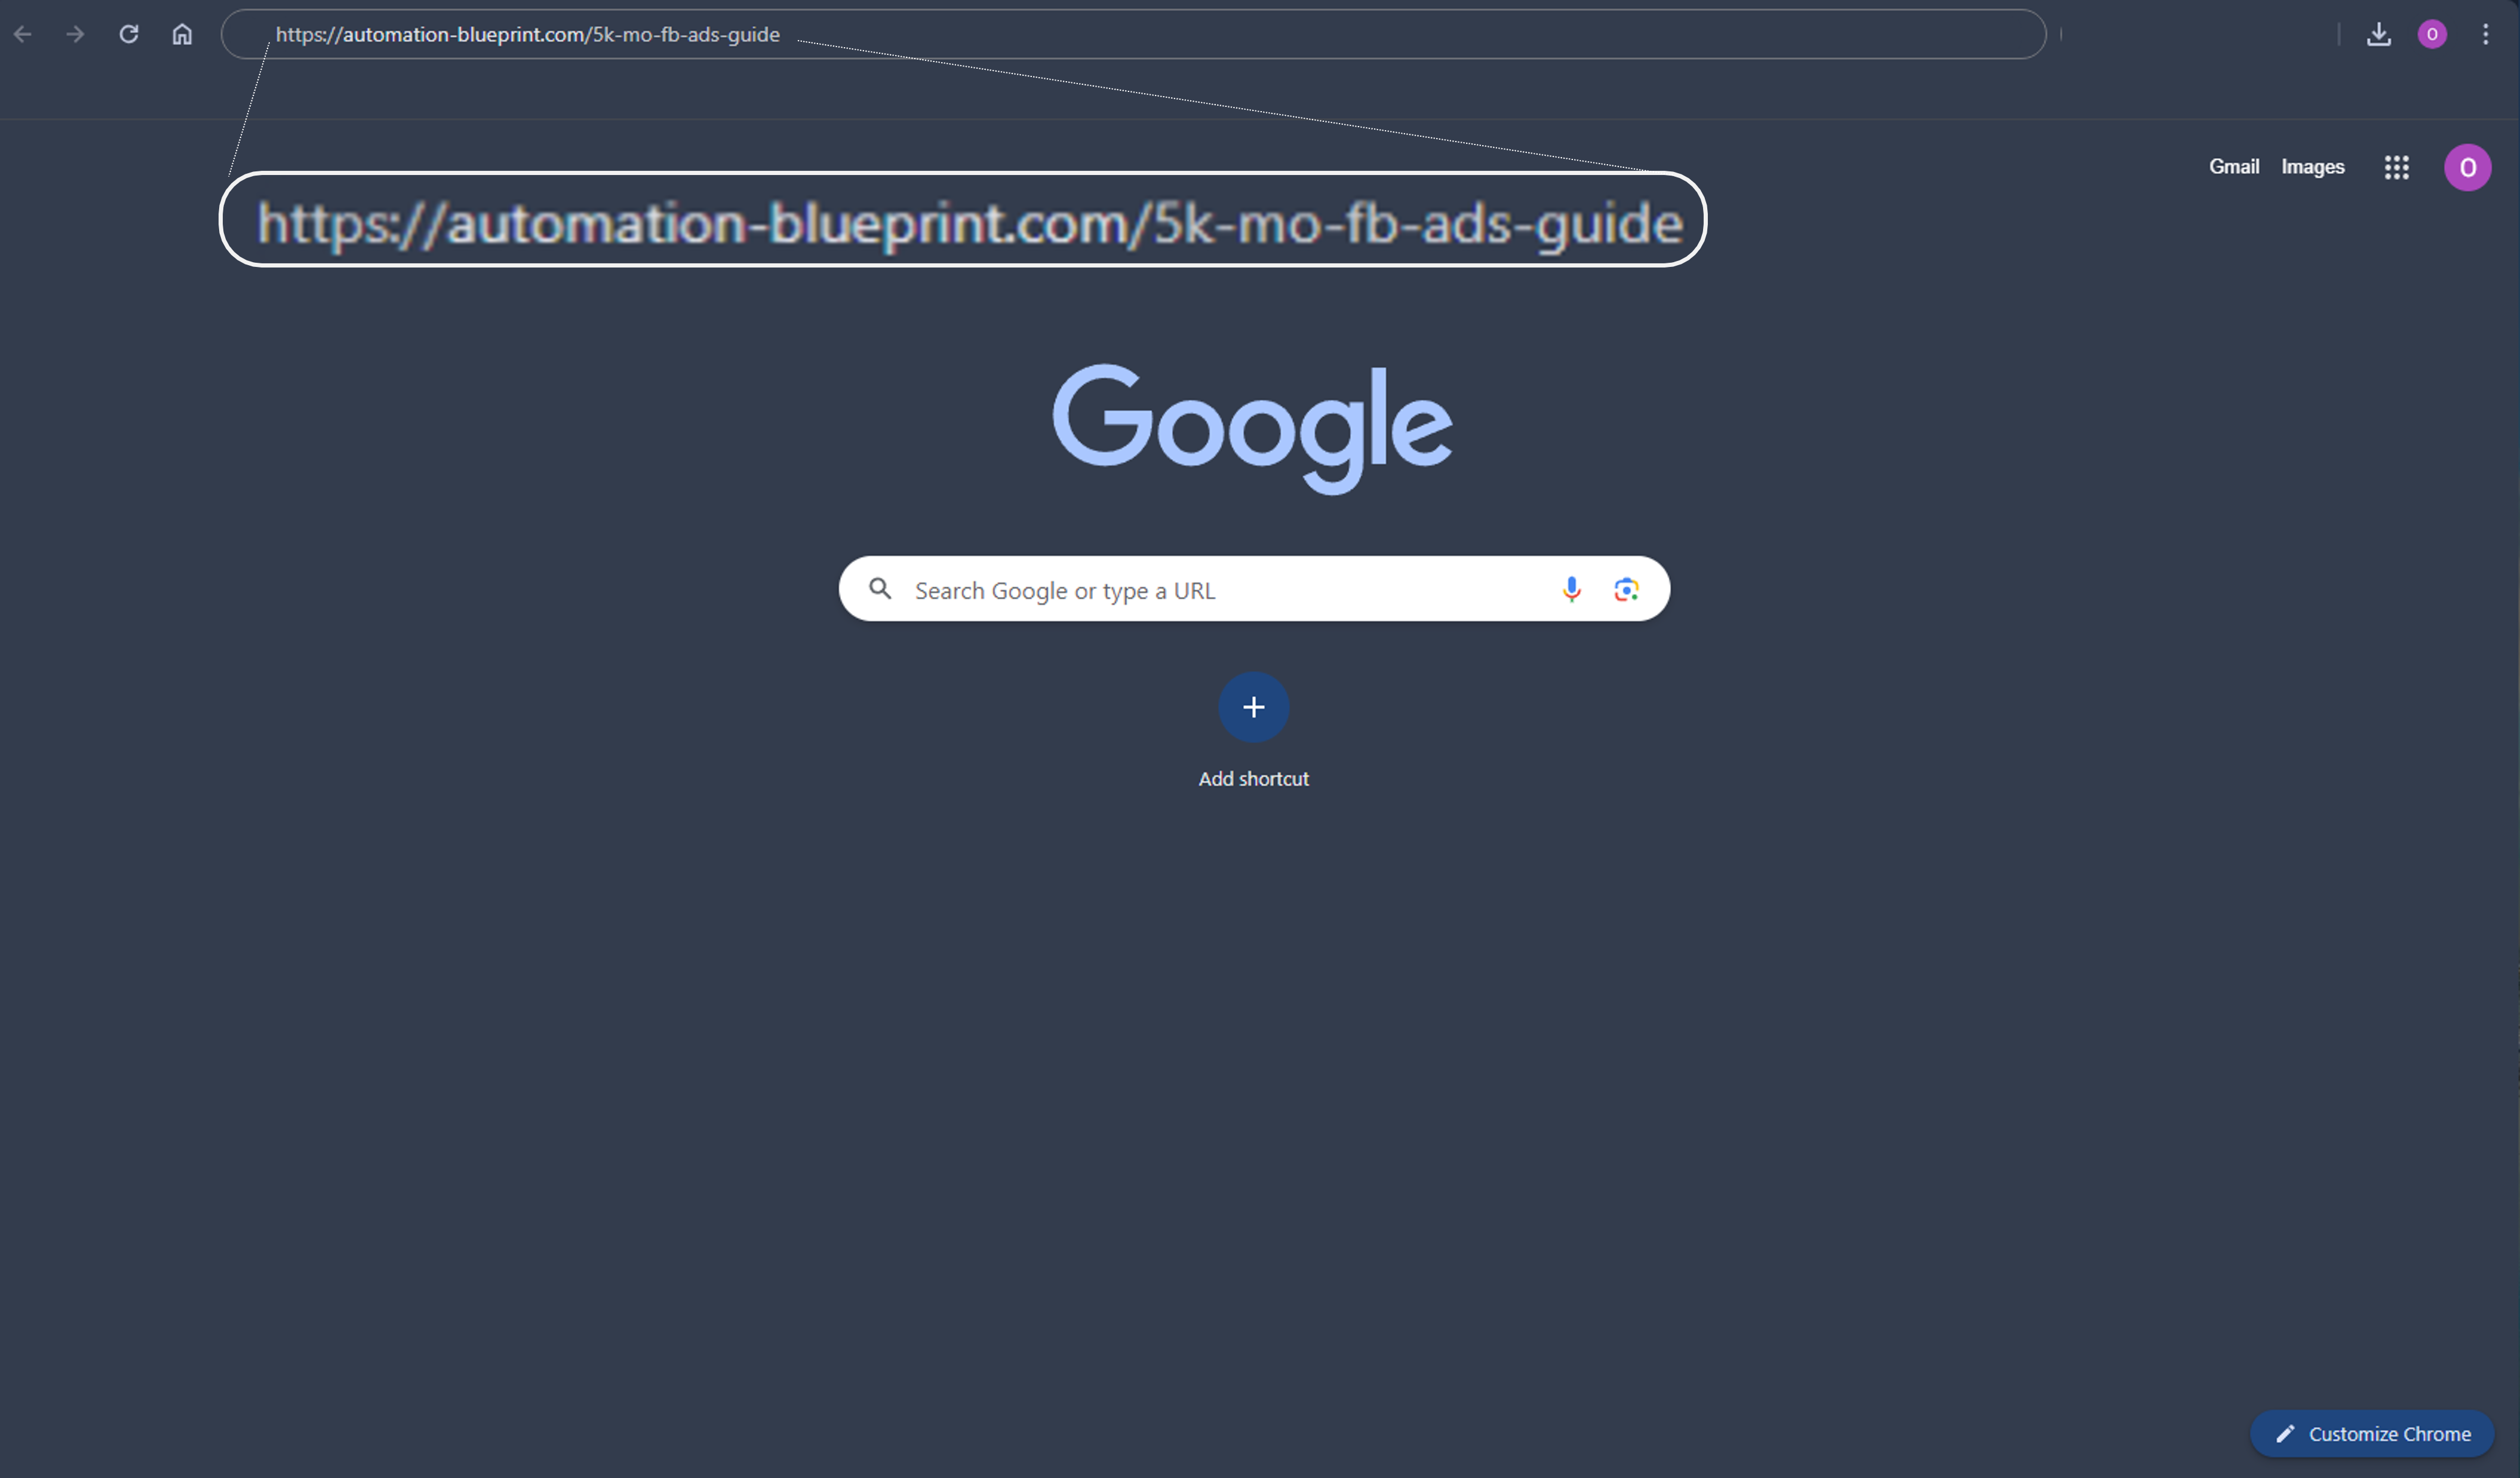 https://automation-blueprint.com/5k-mo-fb-ads-guide
O
Gmail Images O
https://automation-blueprint.com/5k-mo-fb-ads-guide
Google
Search Google or type a URL
Add shortcut
Customize Chrome